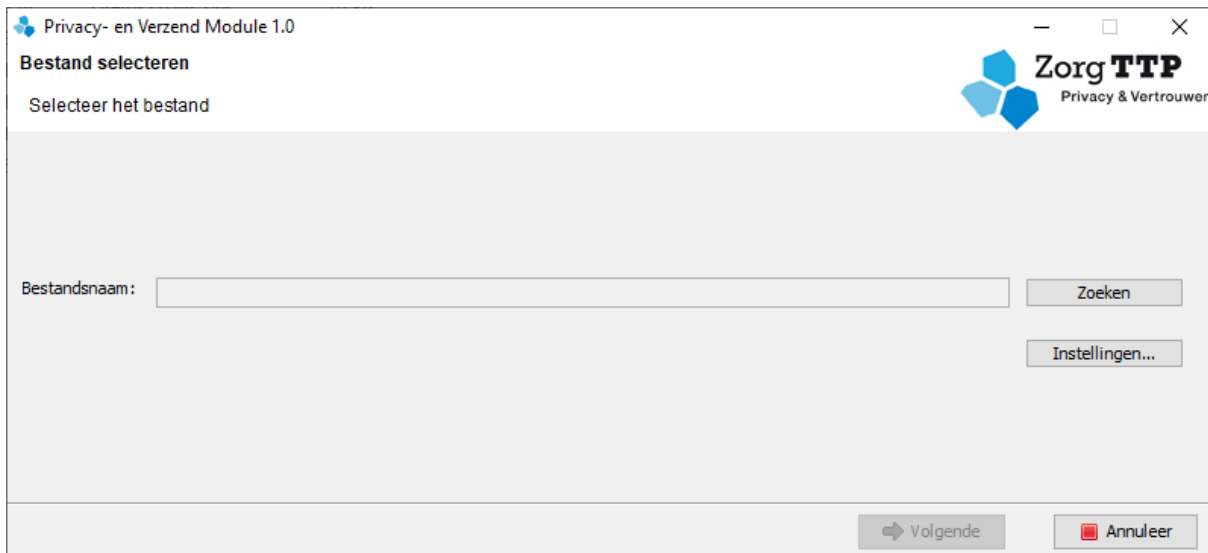 Privacy- en Verzend Module 1.0
Bestand selecteren
Selecteer het bestand
Zorg TTP
Privacy & Vertrouwen
Bestandsnaam:
Zoeken
Instellingen...
Volgende
Annuleer